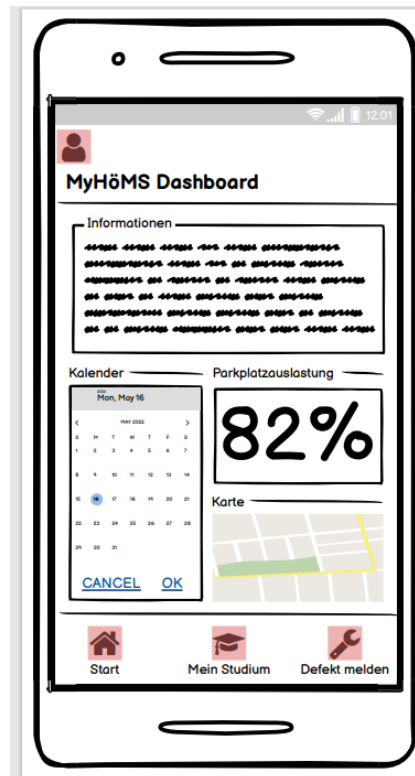 12:01
MyHöMS Dashboard
Informationen
Kalender
Parkplatzauslastung
2022
Mon, May 16
82%
< MAY 2022 >
S M T W T F S
1 2 3 4 5 6 7
8 9 10 11 12 13 14
15 16 17 18 19 20 21
22 23 24 25 26 27 28
29 30 31
CANCEL OK
Karte
Start Mein Studium Defekt melden